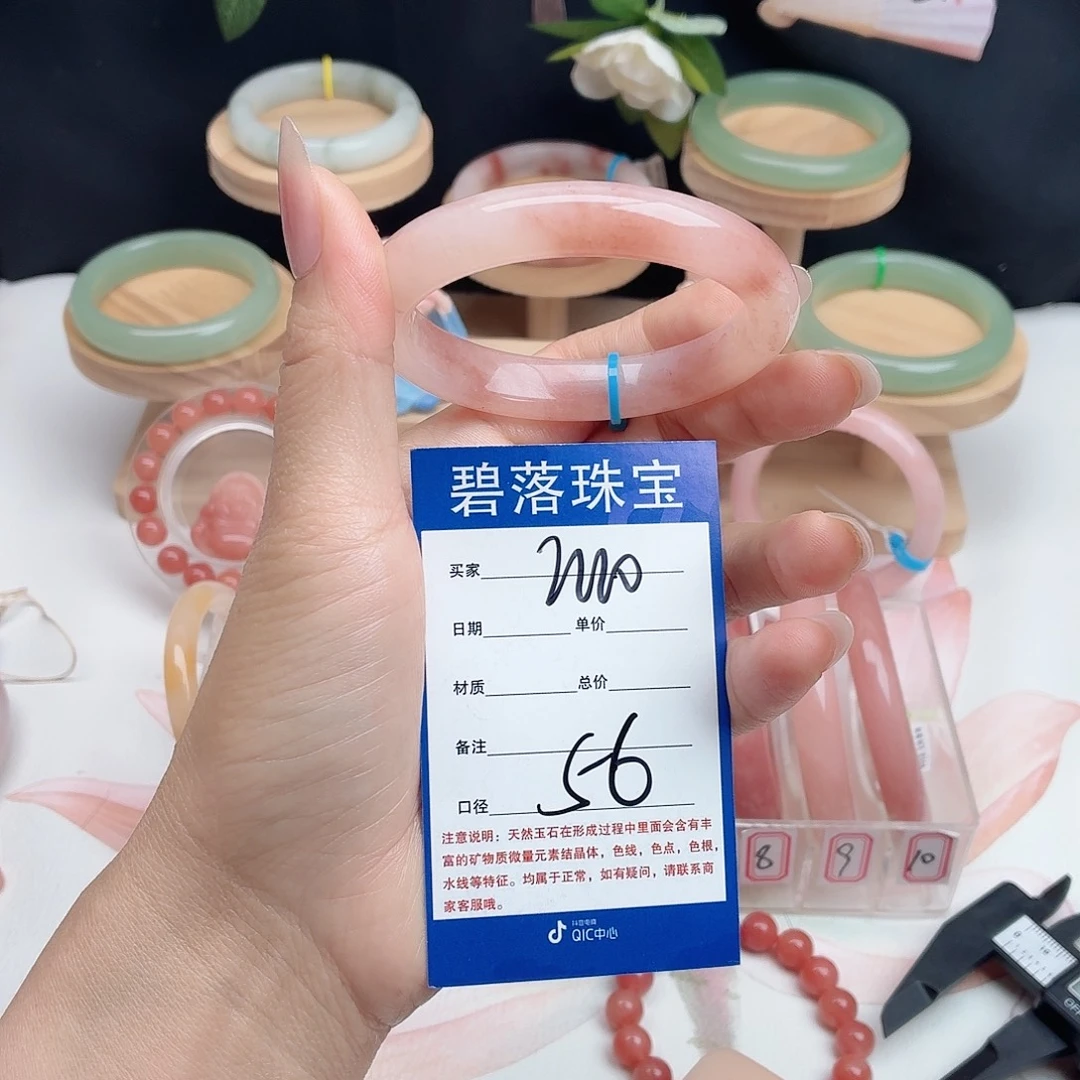 碧落珠宝
买家
日期 单价
材质 总价
备注
口径 56
注意说明：天然玉石在形成过程中里面会含有丰
富的矿物质微量元素结晶体，色线，色点，色根，
水线等特征。均属于正常，如有疑问，请联系商
家客服哦。
抖音电商
QIC中心
8 9 10